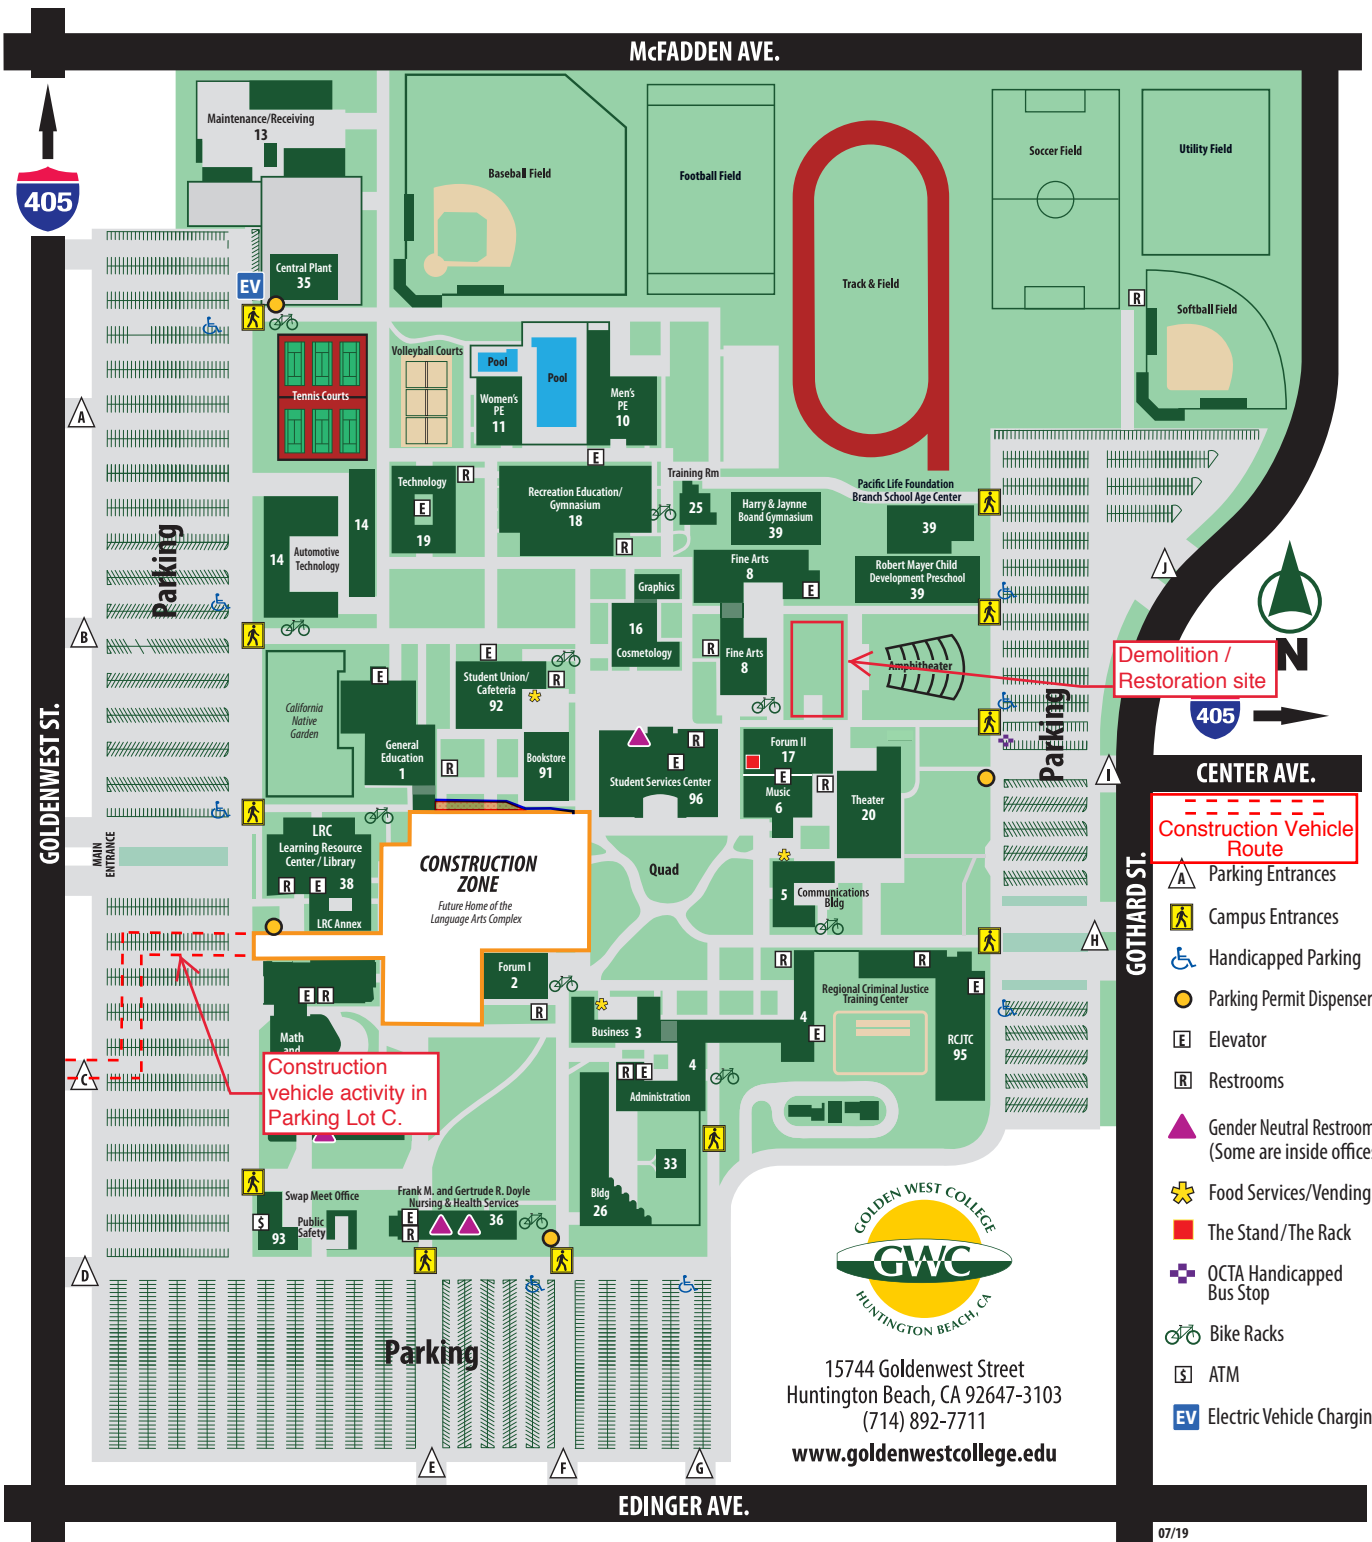 McFADDEN AVE.
405
Maintenance/Receiving
13
Baseball Field
Football Field
Soccer Field
Utility Field
Central Plant
35
EV
Track & Field
R
Softball Field
Volleyball Courts
Pool
Pool
Tennis Courts
Women's
PE
11
Men's
PE
10
A
E
Training Rm
Technology
R
E
19
Recreation Education/
Gymnasium
18
R
25
Harry & Jaynne
Boand Gymnasium
39
Pacific Life Foundation
Branch School Age Center
39
14
14
Automotive
Technology
Parking
Fine Arts
8
E
Robert Mayer Child
Development Preschool
39
J
Graphics
16
Cosmetology
R
Fine Arts
8
B
N
Demolition /
Restoration site
Amphitheater
405
E
Student Union/
Cafeteria
92
R
E
California
Native
Garden
General
Education
1
R
Bookstore
91
R
E
Student Services Center
96
Forum II
17
E
Music
6
R
Theater
20
Parking
I
CENTER AVE.
GOLDENWEST ST.
MAIN
ENTRANCE
LRC
Learning Resource
Center / Library
R
E
38
LRC Annex
CONSTRUCTION
ZONE
Future Home of the
Language Arts Complex
Quad
5
Communications
Bldg
H
GOTHARD ST.
Construction Vehicle
Route
A
Parking Entrances
Campus Entrances
Handicapped Parking
Parking Permit Dispenser
E
Elevator
R
Restrooms
Gender Neutral Restroom
(Some are inside offices
Food Services/Vending
The Stand/The Rack
OCTA Handicapped
Bus Stop
Bike Racks
$
ATM
EV
Electric Vehicle Chargin
Forum I
2
R
E
R
Math
and
C
Construction
vehicle activity in
Parking Lot C.
Business
3
R
E
4
Administration
R
R
Regional Criminal Justice
Training Center
4
E
E
RCJTC
95
33
Bldg
26
Swap Meet Office
$
93
Public
Safety
Frank M. and Gertrude R. Doyle
Nursing & Health Services
E
R
36
D
Parking
E
F
G
GOLDEN WEST COLLEGE
GWC
HUNTINGTON BEACH, CA
15744 Goldenwest Street
Huntington Beach, CA 92647-3103
(714) 892-7711
www.goldenwestcollege.edu
EDINGER AVE.
07/19